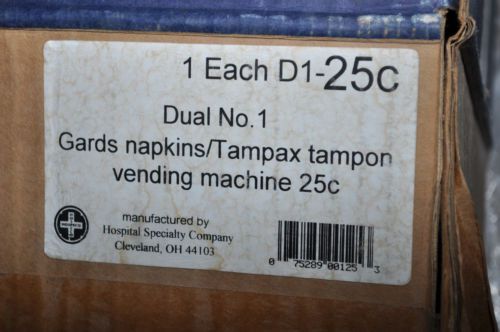 1 Each D1-25c
Dual No.1
Gards napkins/Tampax tampon
vending machine 25c
manufactured by
Hospital Specialty Company
Cleveland, OH 44103
0 75289 00125 3